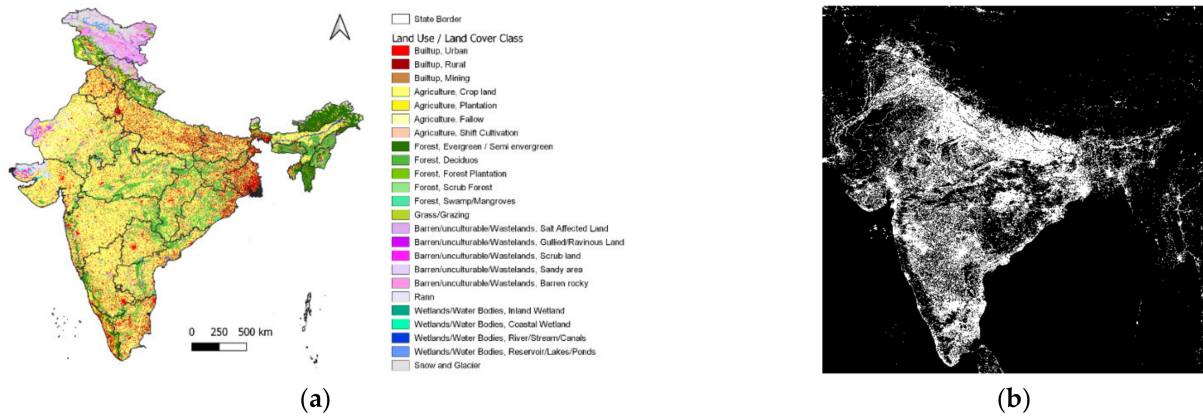 State Border
Land Use / Land Cover Class
Builtup, Urban
Builtup, Rural
Builtup, Mining
Agriculture, Crop land
Agriculture, Plantation
Agriculture, Fallow
Agriculture, Shift Cultivation
Forest, Evergreen / Semi envergreen
Forest, Deciduos
Forest, Forest Plantation
Forest, Scrub Forest
Forest, Swamp/Mangroves
Grass/Grazing
Barren/unculturable/Wastelands, Salt Affected Land
Barren/unculturable/Wastelands, Gullied/Ravinous Land
Barren/unculturable/Wastelands, Scrub land
Barren/unculturable/Wastelands, Sandy area
Barren/unculturable/Wastelands, Barren rocky
Rann
Wetlands/Water Bodies, Inland Wetland
Wetlands/Water Bodies, Coastal Wetland
Wetlands/Water Bodies, River/Stream/Canals
Wetlands/Water Bodies, Reservoir/Lakes/Ponds
Snow and Glacier
0 250 500 km
(a)
(b)